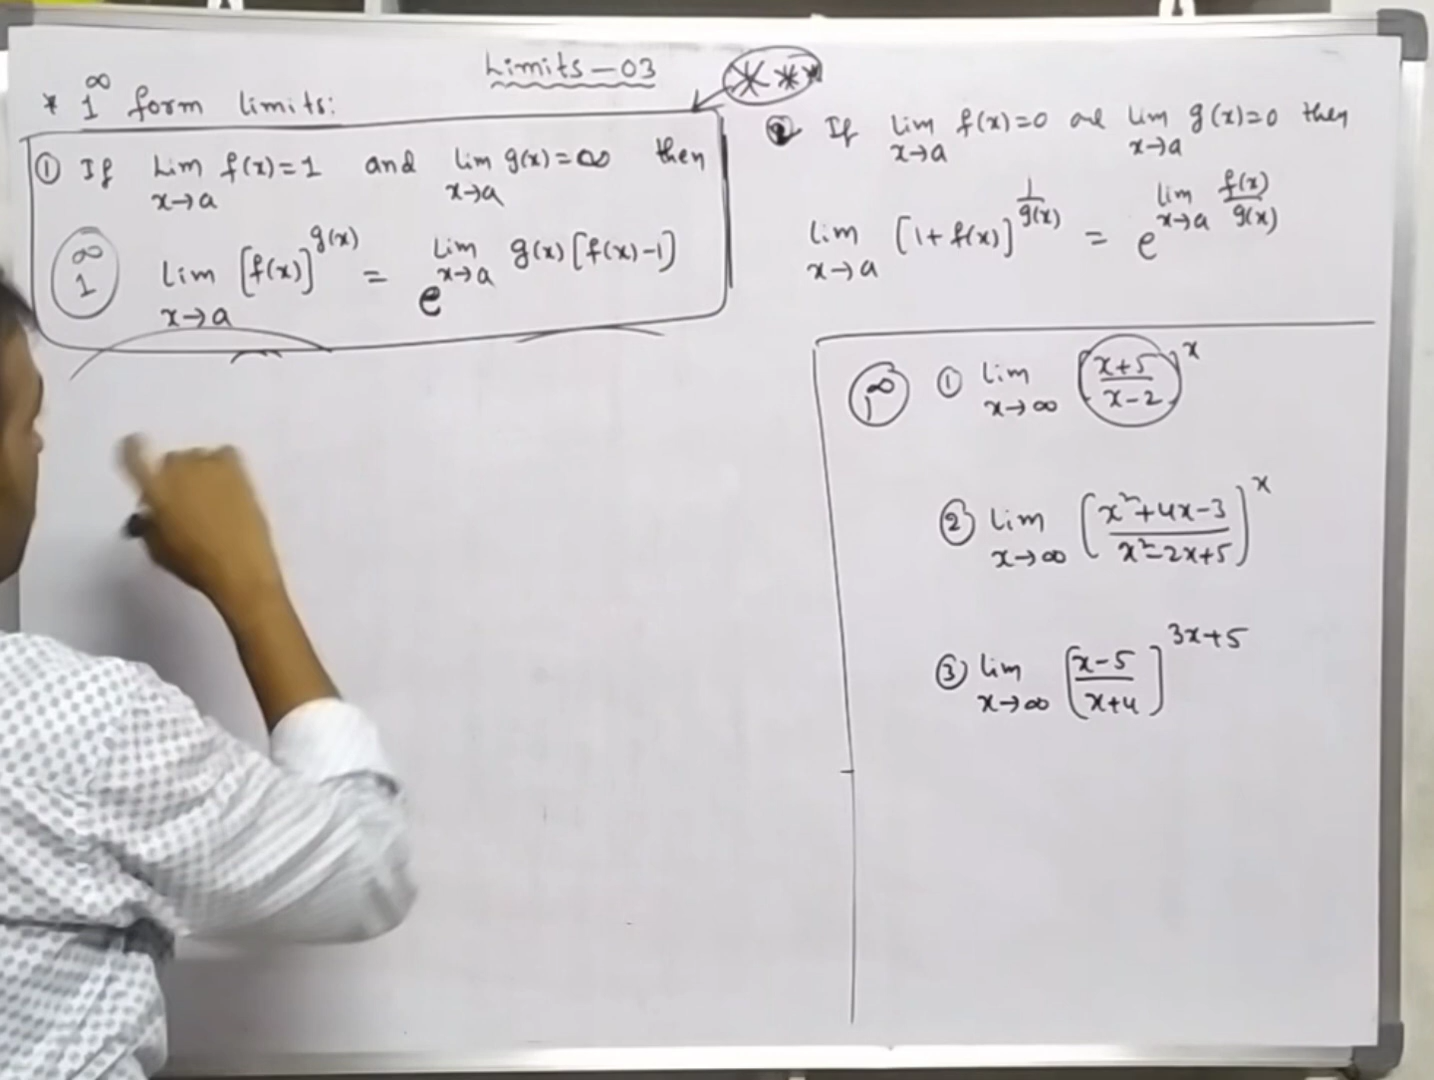 Limits-03
* 1^∞ form limits:
① If Lim x→a f(x)=1 and lim x→a g(x)=∞ then
1^∞ Lim x→a [f(x)]^g(x) = e^lim x→a g(x)[f(x)-1]
② If lim x→a f(x)=0 and lim x→a g(x)=0 then
lim x→a [1+f(x)]^1/g(x) = e^lim x→a f(x)/g(x)
1^∞ ① lim x→∞ (x+5/x-2)^x
② lim x→∞ (x²+4x-3/x²-2x+5)^x
③ lim x→∞ [x-5/x+4]^3x+5